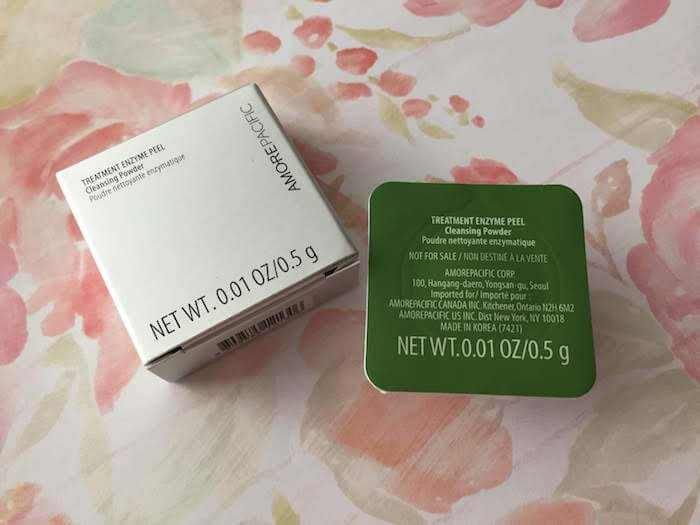 AMOREPACIFIC
TREATMENT ENZYME PEEL
Cleansing Powder
Poudre nettoyante enzymatique
NET WT. 0.01 OZ/0.5 g
TREATMENT ENZYME PEEL
Cleansing Powder
Poudre nettoyante enzymatique
NOT FOR SALE / NON DESTINÉ À LA VENTE
AMOREPACIFIC CORP.
100, Hangang-daero, Yongsan-gu, Seoul
Imported for/ Importé pour :
AMOREPACIFIC CANADA INC. Kitchener, Ontario N2H 6M2
AMOREPACIFIC US INC. Dist New York, NY 10018
MADE IN KOREA (7421)
NET WT. 0.01 OZ/0.5 g